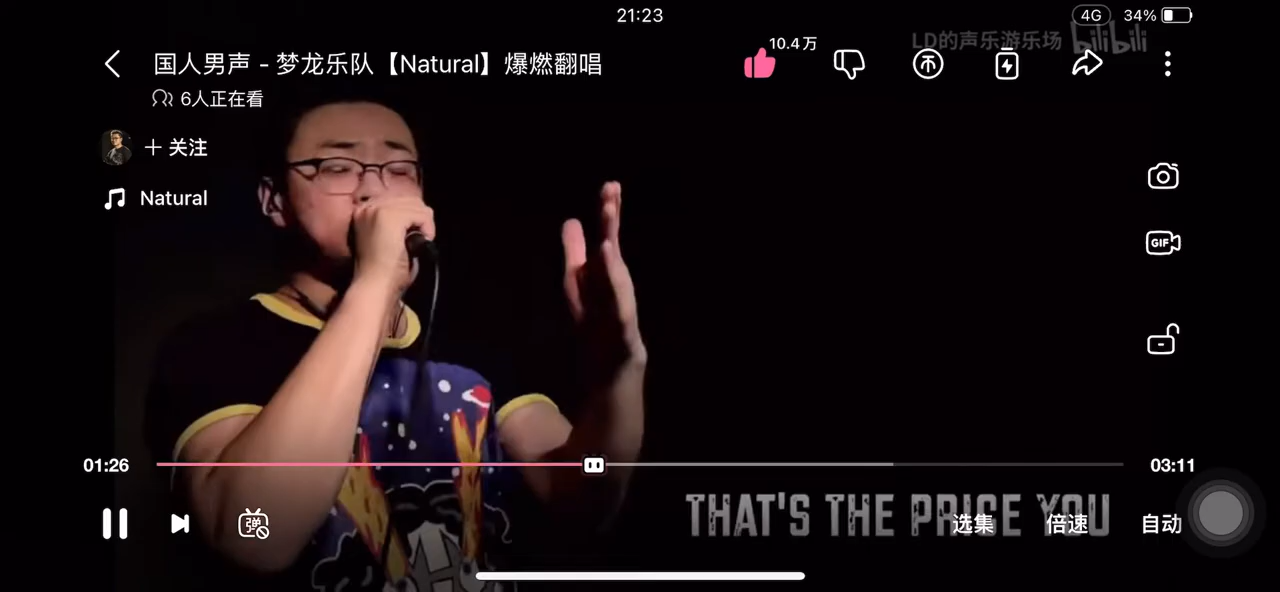 21:23
4G 34%
LD的声乐游乐场 bilibili
国人男声 - 梦龙乐队【Natural】爆燃翻唱
10.4万
6人正在看
+ 关注
Natural
GIF
01:26
03:11
THAT'S THE PRICE YOU
弹
选集 倍速 自动